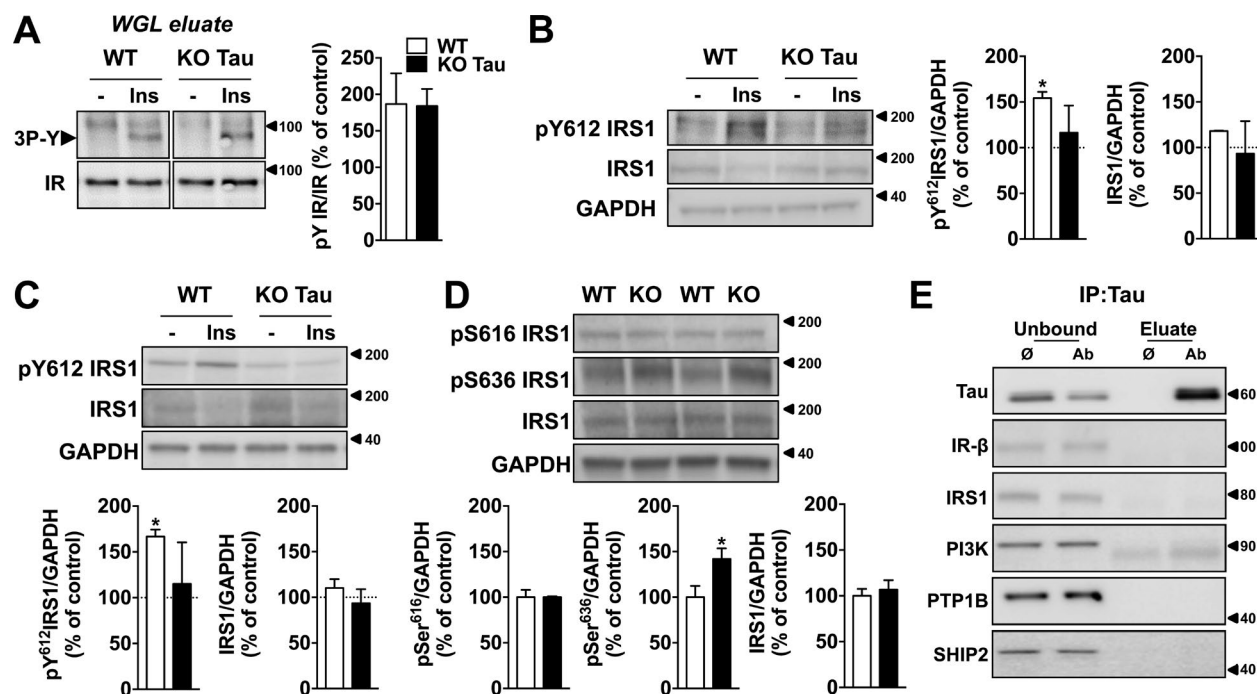 A
WGL eluate
WT KO Tau
- Ins - Ins
3P-Y
100
IR
100
pY IR/IR (% of control)
250
200
150
100
50
0
WT
KO Tau
B
WT KO Tau
- Ins - Ins
pY612 IRS1
200
IRS1
200
GAPDH
40
pY612IRS1/GAPDH
(% of control)
200
150
100
50
0
*
IRS1/GAPDH
(% of control)
200
150
100
50
0
C
WT KO Tau
- Ins - Ins
pY612 IRS1
200
IRS1
200
GAPDH
40
pY612IRS1/GAPDH
(% of control)
200
150
100
50
0
*
IRS1/GAPDH
(% of control)
200
150
100
50
0
D
WT KO WT KO
pS616 IRS1
200
pS636 IRS1
200
IRS1
200
GAPDH
40
pSer616/GAPDH
(% of control)
200
150
100
50
0
pSer636/GAPDH
(% of control)
200
150
100
50
0
*
IRS1/GAPDH
(% of control)
200
150
100
50
0
E
IP:Tau
Unbound Eluate
Ø Ab Ø Ab
Tau
60
IR-β
00
IRS1
80
PI3K
90
PTP1B
40
SHIP2
40